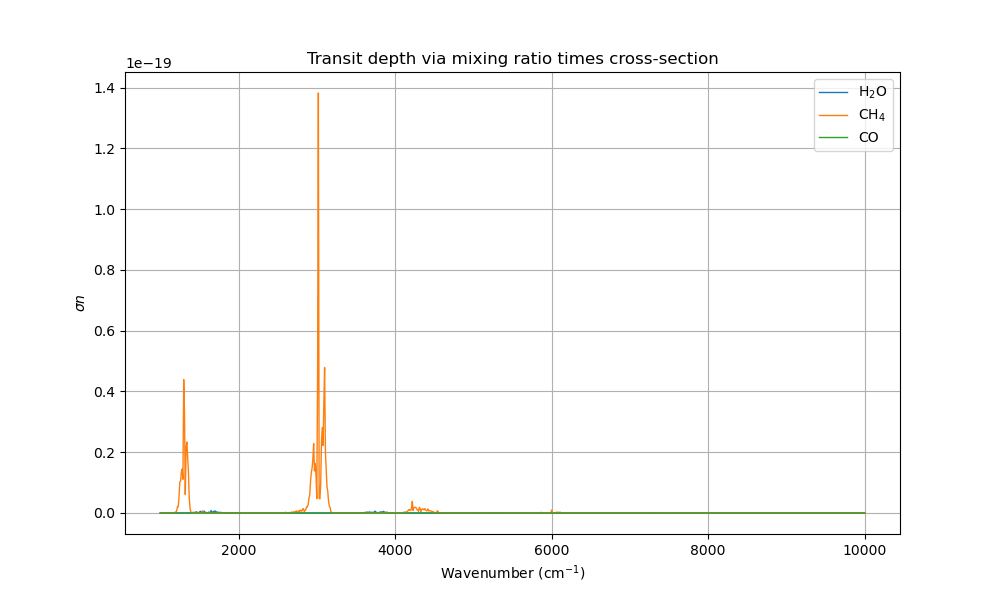 Transit depth via mixing ratio times cross-section
1e−19
1.4
1.2
1.0
0.8
0.6
0.4
0.2
0.0
σn
H₂O
CH₄
CO
2000 4000 6000 8000 10000
Wavenumber (cm⁻¹)